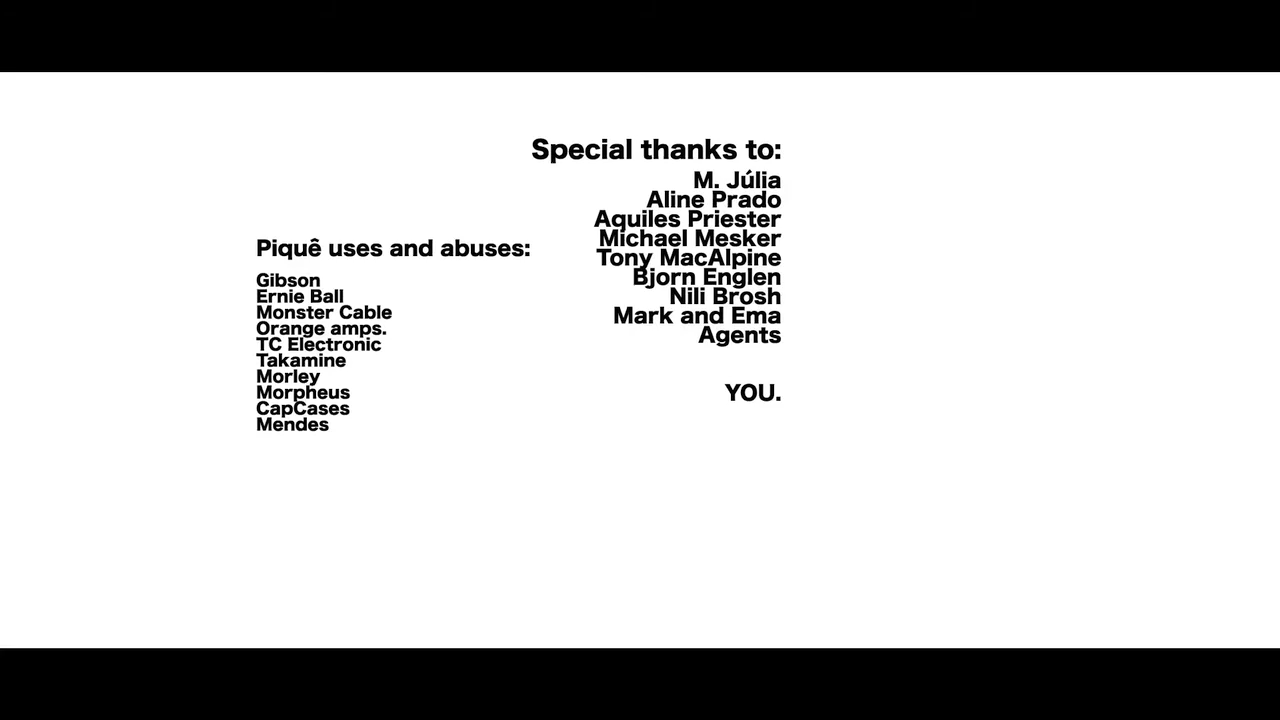 Special thanks to:
M. Júlia
Aline Prado
Aquiles Priester
Michael Mesker
Tony MacAlpine
Bjorn Englen
Nili Brosh
Mark and Ema
Agents
YOU.
Piquê uses and abuses:
Gibson
Ernie Ball
Monster Cable
Orange amps.
TC Electronic
Takamine
Morley
Morpheus
CapCases
Mendes